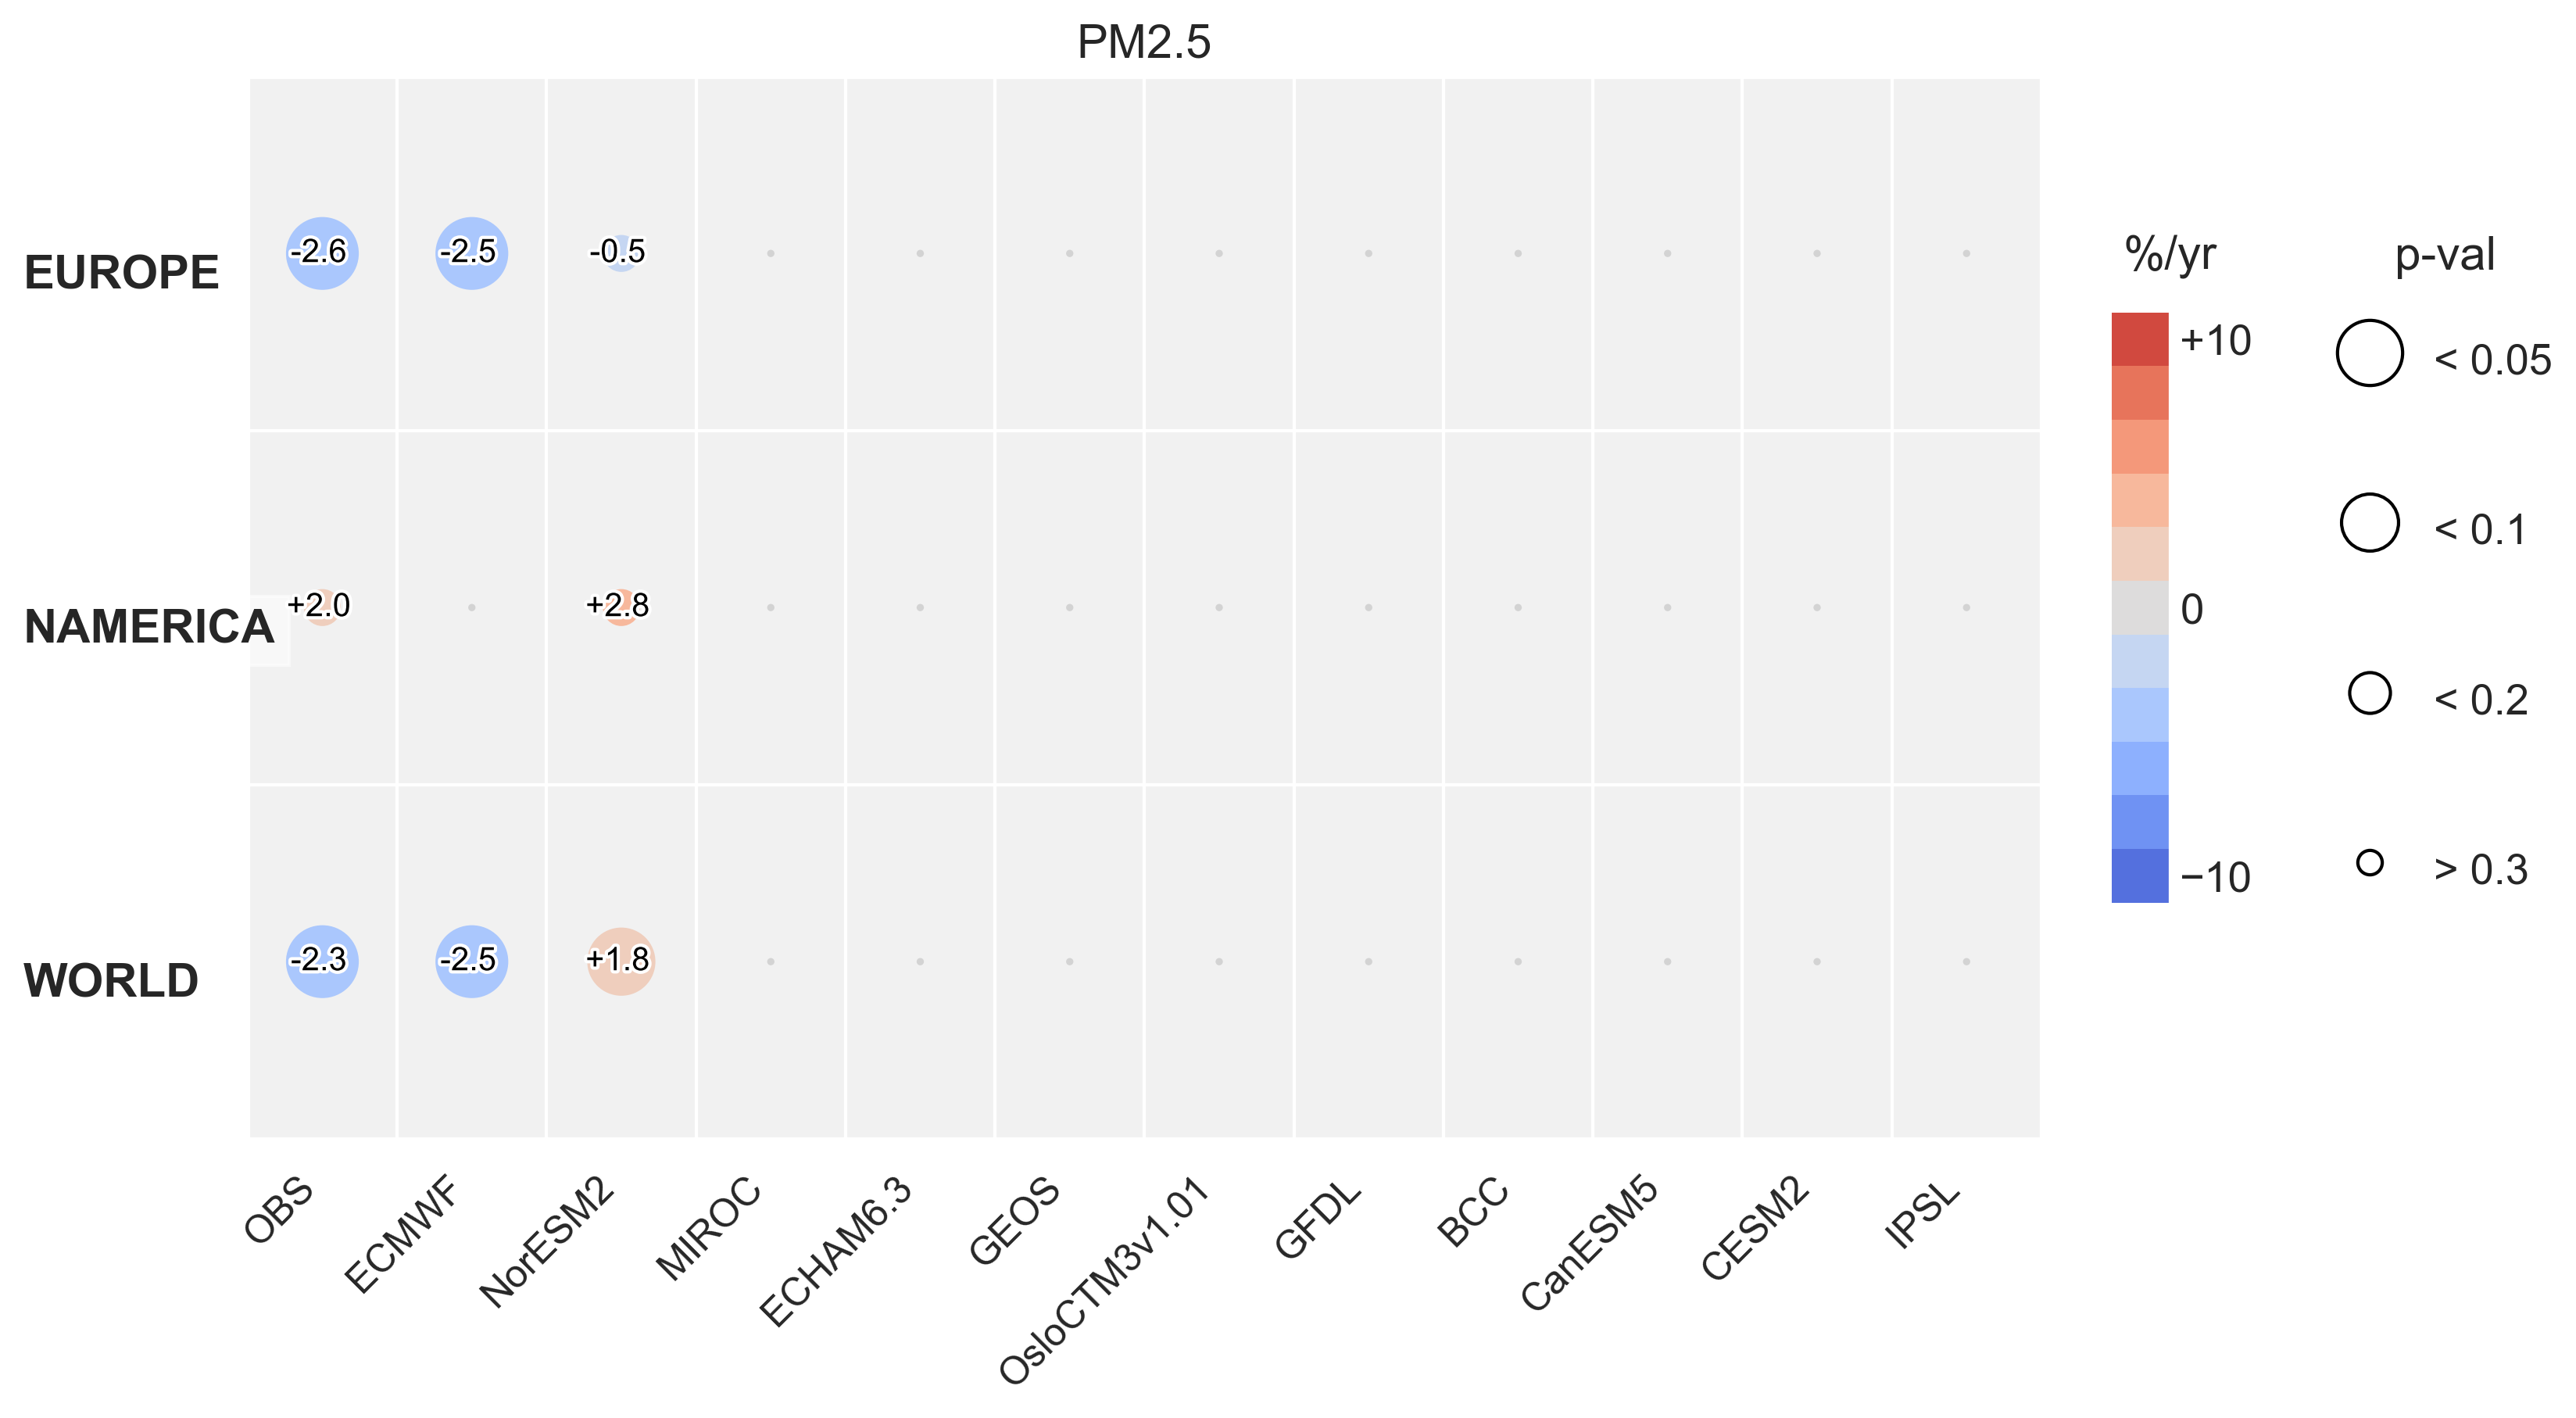 PM2.5
EUROPE
-2.6
-2.5
-0.5
NAMERICA
+2.0
+2.8
WORLD
-2.3
-2.5
+1.8
OBS
ECMWF
NorESM2
MIROC
ECHAM6.3
GEOS
OsloCTM3v1.01
GFDL
BCC
CanESM5
CESM2
IPSL
%/yr
+10
0
−10
p-val
< 0.05
< 0.1
< 0.2
> 0.3